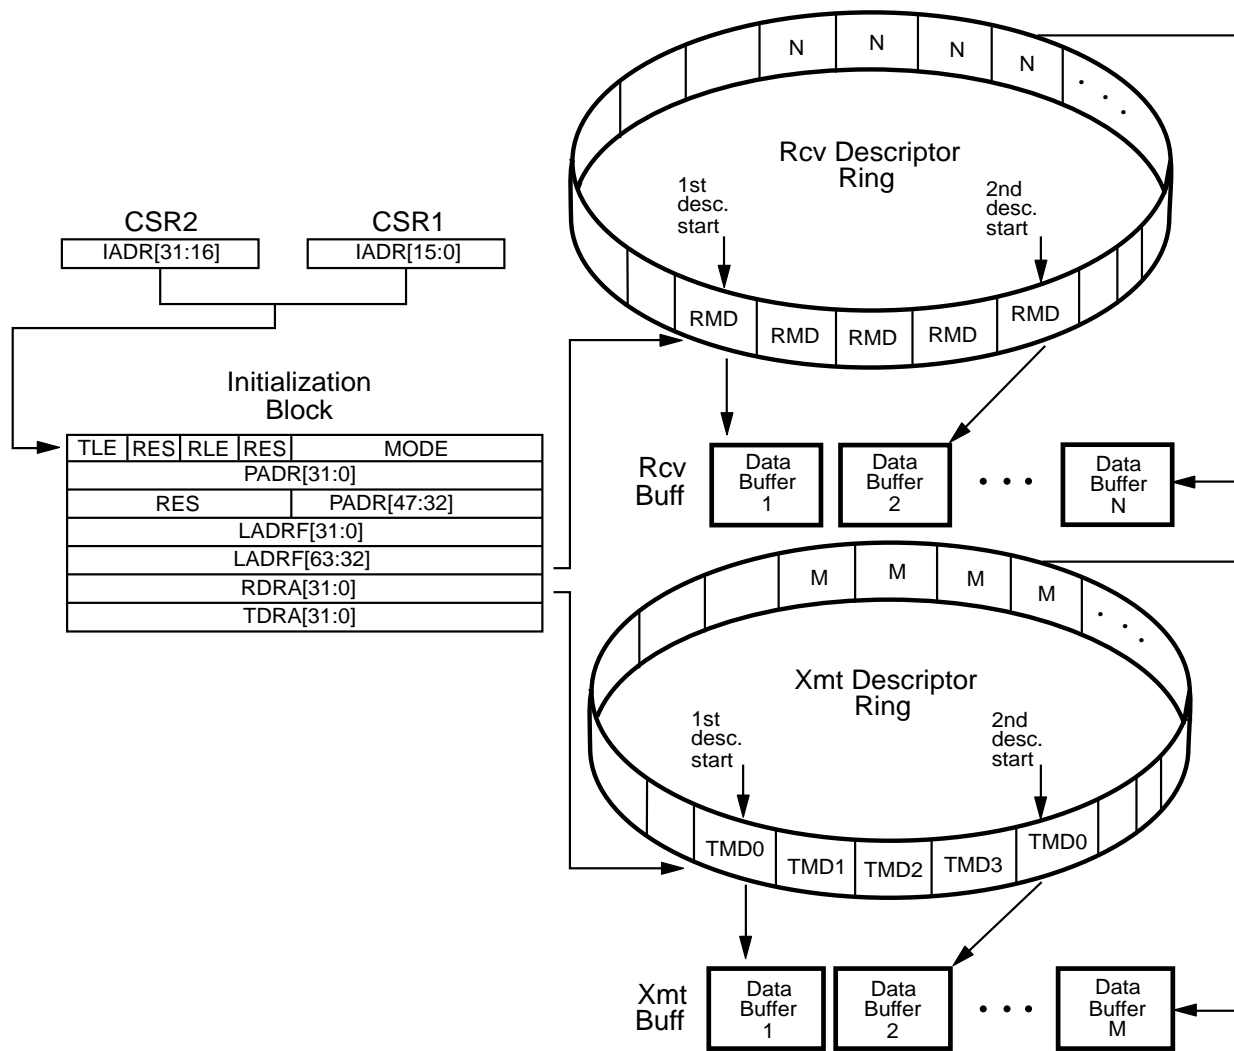 N N N N . . .
Rcv Descriptor
Ring
1st
desc.
start
2nd
desc.
start
RMD RMD RMD RMD RMD
CSR2 CSR1
IADR[31:16] IADR[15:0]
Initialization
Block
TLE RES RLE RES MODE
PADR[31:0]
RES PADR[47:32]
LADRF[31:0]
LADRF[63:32]
RDRA[31:0]
TDRA[31:0]
Rcv
Buff
Data
Buffer
1
Data
Buffer
2
• • •
Data
Buffer
N
M M M M . . .
Xmt Descriptor
Ring
1st
desc.
start
2nd
desc.
start
TMD0 TMD1 TMD2 TMD3 TMD0
Xmt
Buff
Data
Buffer
1
Data
Buffer
2
• • •
Data
Buffer
M